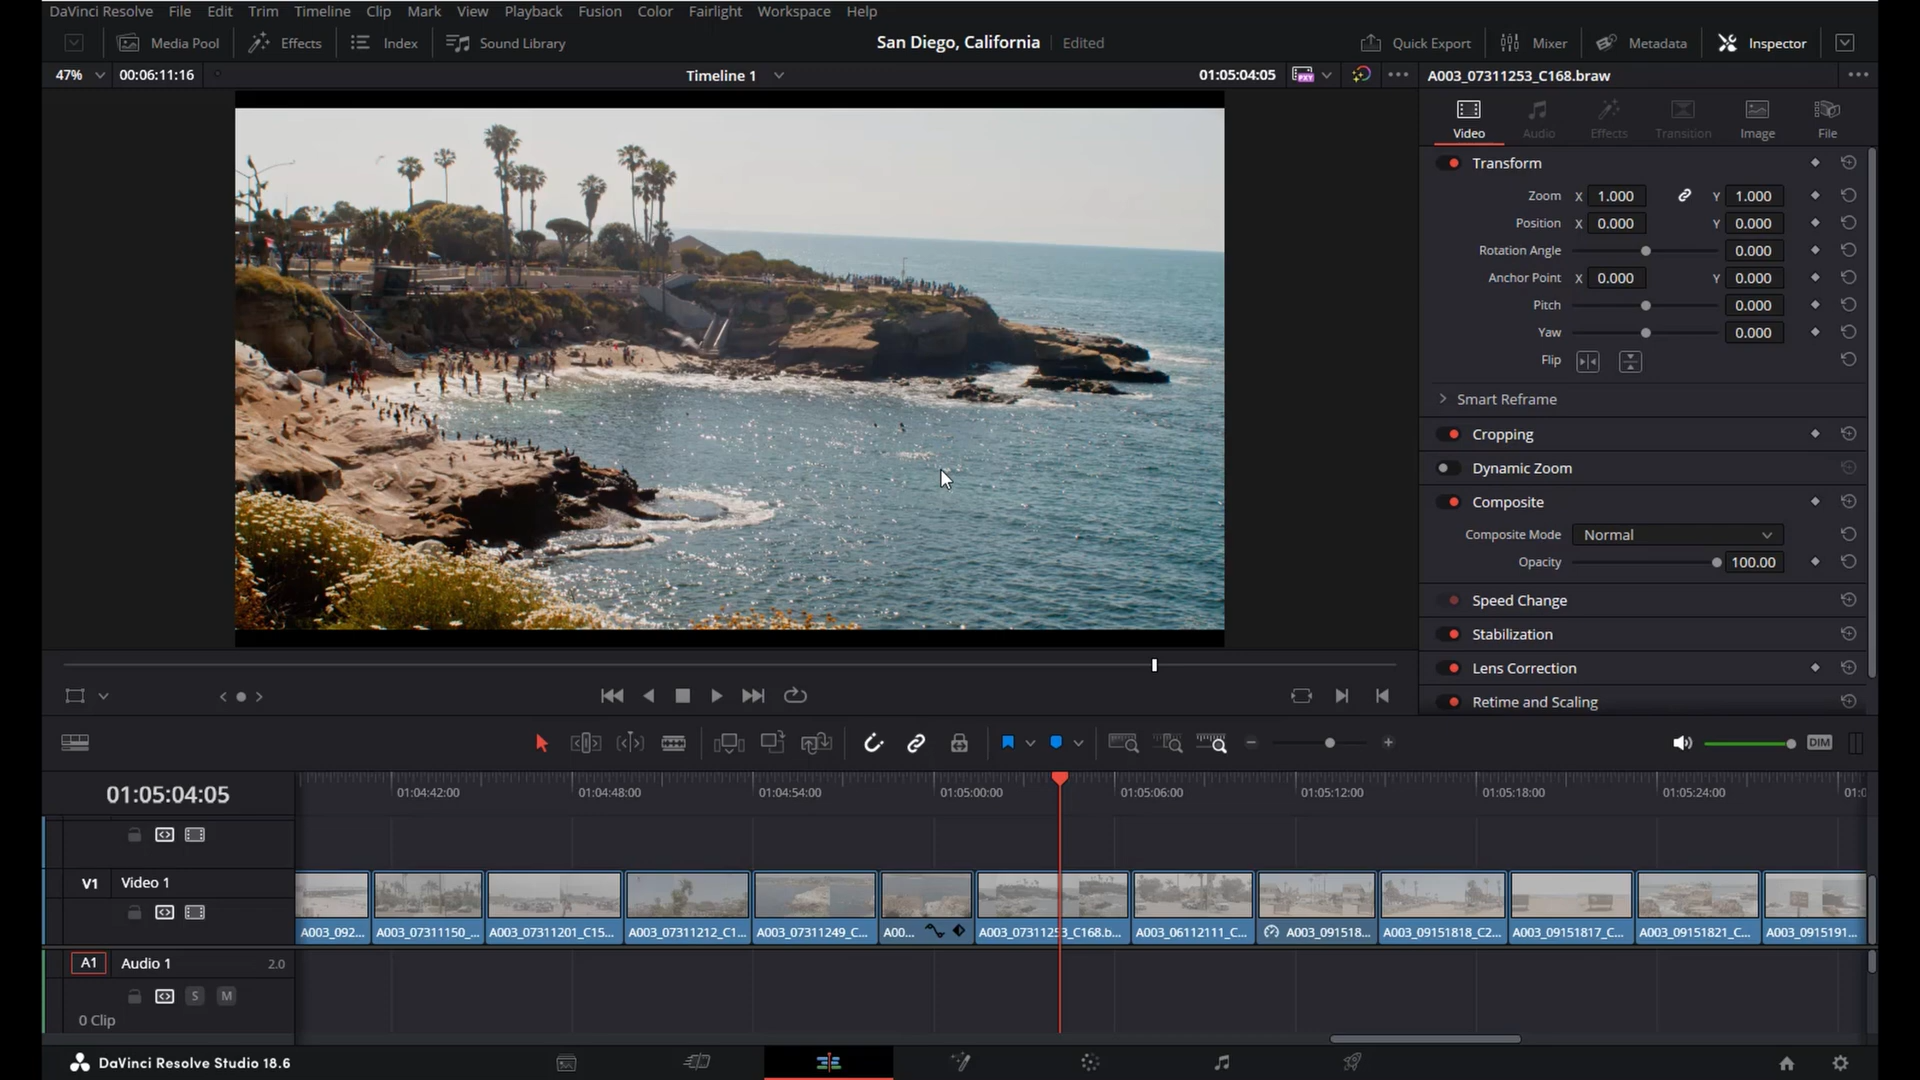 DaVinci Resolve File Edit Trim Timeline Clip Mark View Playback Fusion Color Fairlight Workspace Help
Media Pool Effects Index Sound Library San Diego, California Edited Quick Export Mixer Metadata Inspector
47% 00:06:11:16 Timeline 1 01:05:04:05 PXY A003_07311253_C168.braw
Video Audio Effects Transition Image File
Transform
Zoom X 1.000 Y 1.000
Position X 0.000 Y 0.000
Rotation Angle 0.000
Anchor Point X 0.000 Y 0.000
Pitch 0.000
Yaw 0.000
Flip
Smart Reframe
Cropping
Dynamic Zoom
Composite
Composite Mode Normal
Opacity 100.00
Speed Change
Stabilization
Lens Correction
Retime and Scaling
DIM
01:05:04:05 01:04:42:00 01:04:48:00 01:04:54:00 01:05:00:00 01:05:06:00 01:05:12:00 01:05:18:00 01:05:24:00 01:0
V1 Video 1
A003_092... A003_07311150_... A003_07311201_C15... A003_07311212_C1... A003_07311249_C... A00... A003_07311253_C168.b... A003_06112111_C... A003_091518... A003_09151818_C2... A003_09151817_C... A003_09151821_C... A003_0915191...
A1 Audio 1 2.0
S M
0 Clip
DaVinci Resolve Studio 18.6